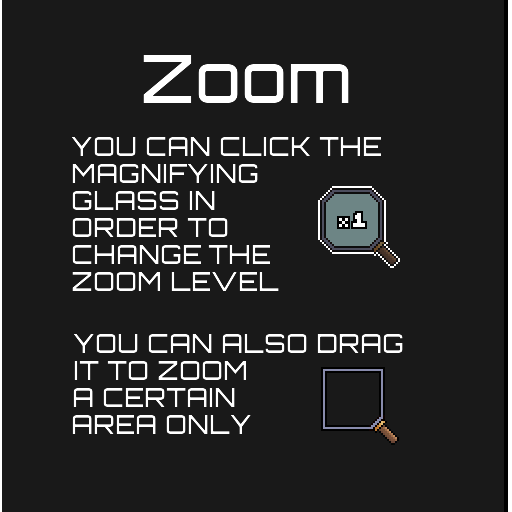 Zoom
YOU CAN CLICK THE
MAGNIFYING
GLASS IN
ORDER TO
CHANGE THE
ZOOM LEVEL
x1
YOU CAN ALSO DRAG
IT TO ZOOM
A CERTAIN
AREA ONLY